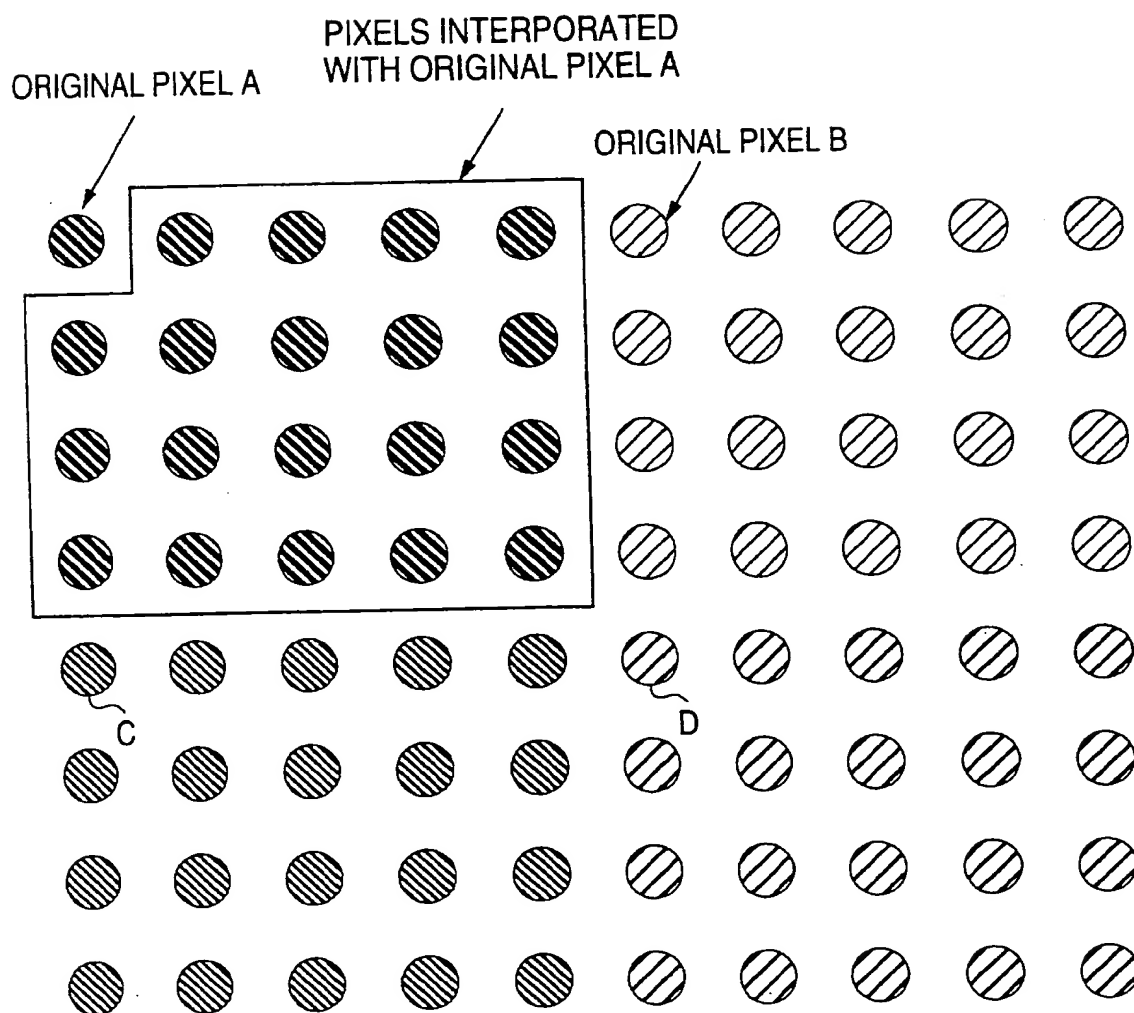 PIXELS INTERPORATED
WITH ORIGINAL PIXEL A
ORIGINAL PIXEL A
ORIGINAL PIXEL B
C
D